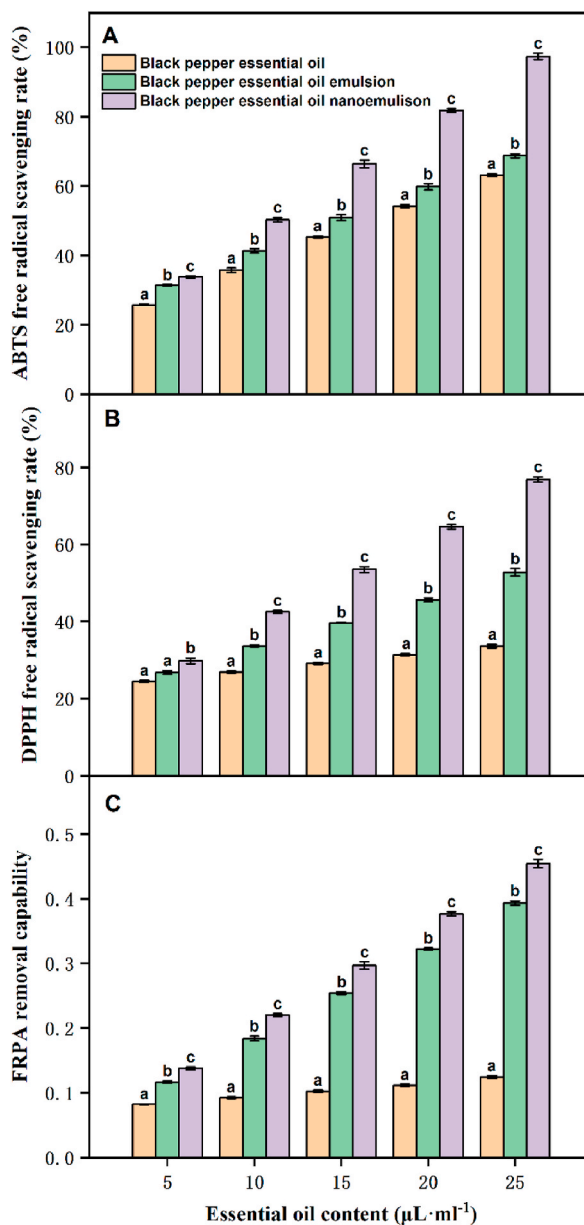 A
Black pepper essential oil
Black pepper essential oil emulsion
Black pepper essential oil nanoemulison
ABTS free radical scavenging rate (%)
100
80
60
40
20
0
a b c
a b c
a b c
a b c
a b c
B
DPPH free radical scavenging rate (%)
80
60
40
20
0
a a b
a b c
a b c
a b c
a b c
C
FRPA removal capability
0.5
0.4
0.3
0.2
0.1
0.0
a b c
a b c
a b c
a b c
a b c
5 10 15 20 25
Essential oil content (μL·ml⁻¹)